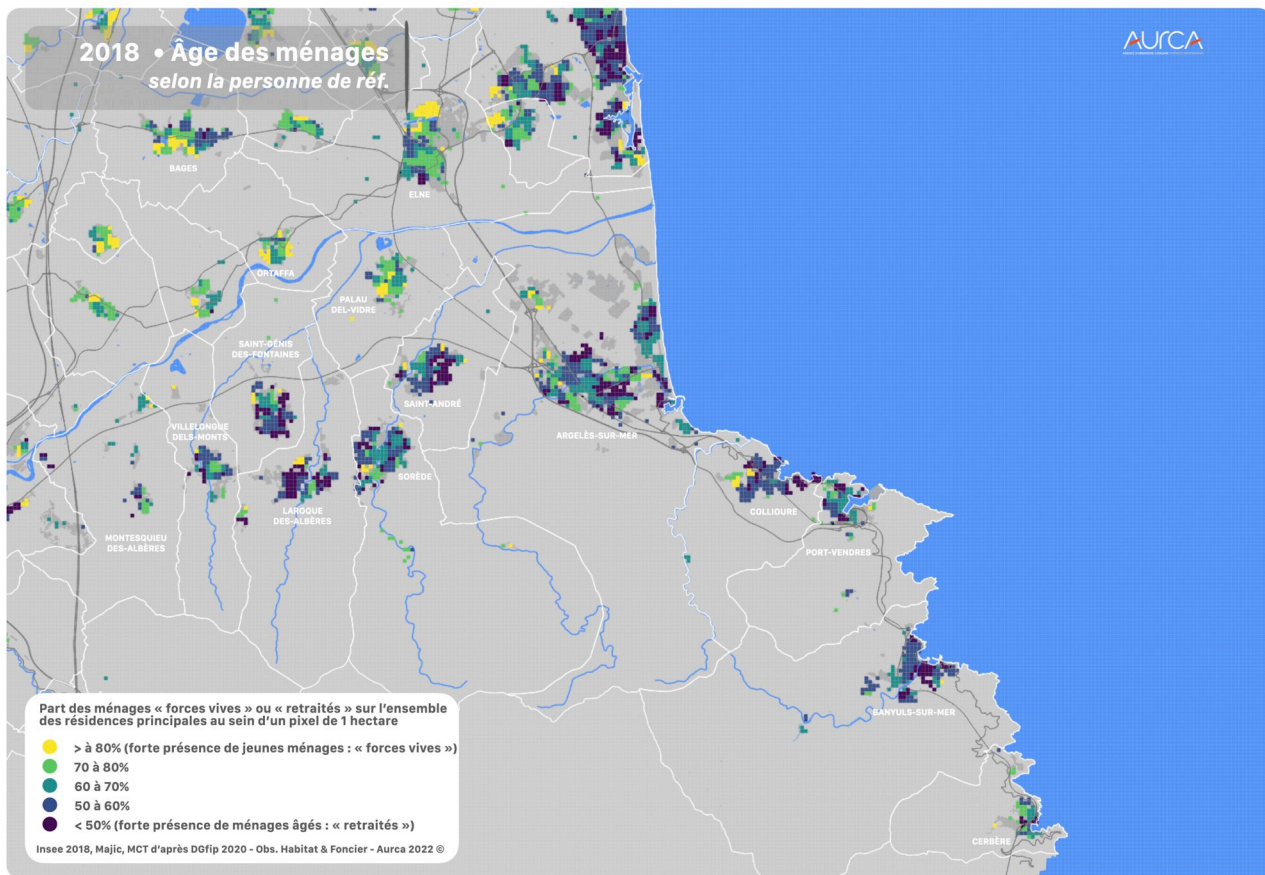 2018 • Âge des ménages
selon la personne de réf.
AURCA
BAGES
ELNE
ORTAFFA
PALAU
DEL-VIDRE
SAINT-GÉNIS
DES-FONTAINES
SAINT-ANDRÉ
VILLELONGUE
DELS-MONTS
ARGELÈS-SUR-MER
SORÈDE
LAROQUE
DES-ALBÈRES
COLLIOURE
MONTESQUIEU
DES-ALBÈRES
PORT-VENDRES
BANYULS-SUR-MER
CERBÈRE
Part des ménages « forces vives » ou « retraités » sur l'ensemble
des résidences principales au sein d'un pixel de 1 hectare
> à 80% (forte présence de jeunes ménages : « forces vives »)
70 à 80%
60 à 70%
50 à 60%
< 50% (forte présence de ménages âgés : « retraités »)
Insee 2018, Majic, MCT d'après DGfip 2020 - Obs. Habitat & Foncier - Aurca 2022 ©